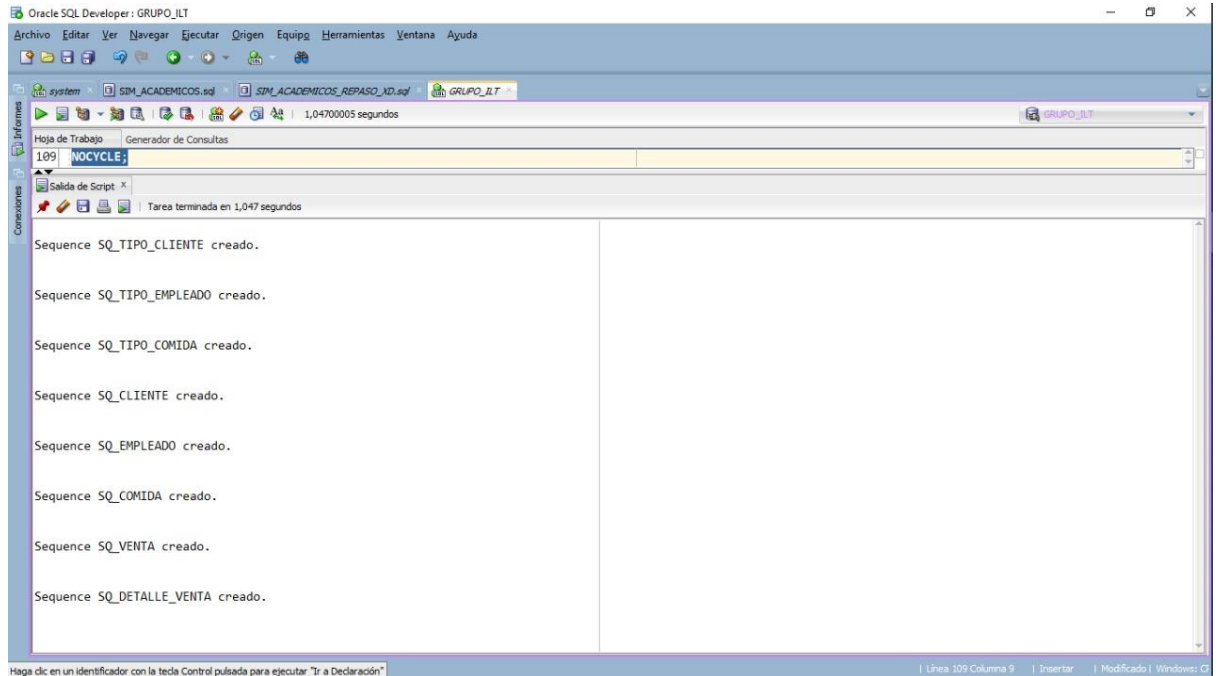 Oracle SQL Developer : GRUPO_ILT
Archivo Editar Ver Navegar Ejecutar Origen Equipo Herramientas Ventana Ayuda
system SIM_ACADEMICOS.sql SIM_ACADEMICOS_REPASO_XD.sql GRUPO_ILT
1,04700005 segundos GRUPO_ILT
Informes
Conexiones
Hoja de Trabajo Generador de Consultas
109 NOCYCLE;
Salida de Script
Tarea terminada en 1,047 segundos
Sequence SQ_TIPO_CLIENTE creado.
Sequence SQ_TIPO_EMPLEADO creado.
Sequence SQ_TIPO_COMIDA creado.
Sequence SQ_CLIENTE creado.
Sequence SQ_EMPLEADO creado.
Sequence SQ_COMIDA creado.
Sequence SQ_VENTA creado.
Sequence SQ_DETALLE_VENTA creado.
Haga clic en un identificador con la tecla Control pulsada para ejecutar "Ir a Declaración" | Línea 109 Columna 9 | Insertar | Modificado | Windows: C